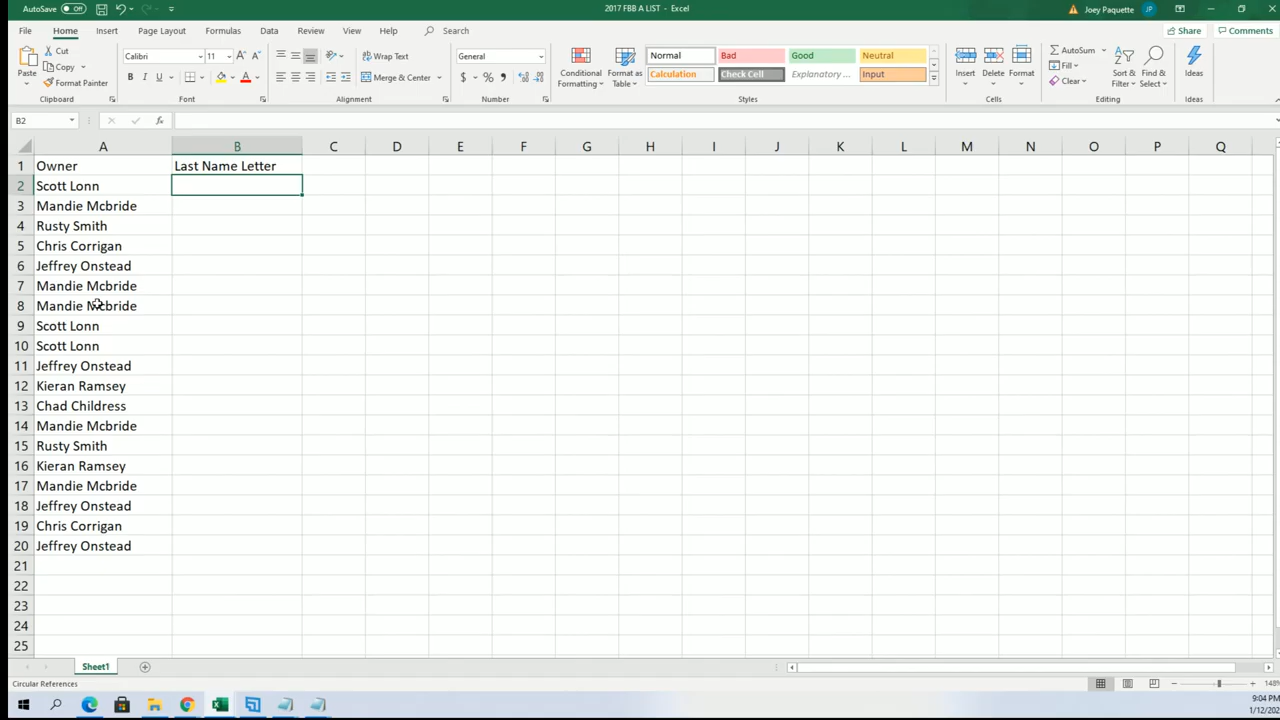 AutoSave Off 2017 FBB A LIST - Excel Joey Paquette JP
File Home Insert Page Layout Formulas Data Review View Help Search Share Comments
Paste Cut Copy Format Painter Clipboard
Calibri 11 A A B I U A Font
Wrap Text Merge & Center Alignment
General $ % , Number
Conditional Formatting Format as Table Normal Bad Good Neutral Calculation Check Cell Explanatory ... Input Styles
Insert Delete Format Cells
AutoSum Fill Clear Sort & Filter Find & Select Editing
Ideas Ideas
B2 fx
A B C D E F G H I J K L M N O P Q
1 Owner Last Name Letter
2 Scott Lonn
3 Mandie Mcbride
4 Rusty Smith
5 Chris Corrigan
6 Jeffrey Onstead
7 Mandie Mcbride
8 Mandie Mcbride
9 Scott Lonn
10 Scott Lonn
11 Jeffrey Onstead
12 Kieran Ramsey
13 Chad Childress
14 Mandie Mcbride
15 Rusty Smith
16 Kieran Ramsey
17 Mandie Mcbride
18 Jeffrey Onstead
19 Chris Corrigan
20 Jeffrey Onstead
21
22
23
24
25
Sheet1
Circular References 148
9:04 PM
1/12/202